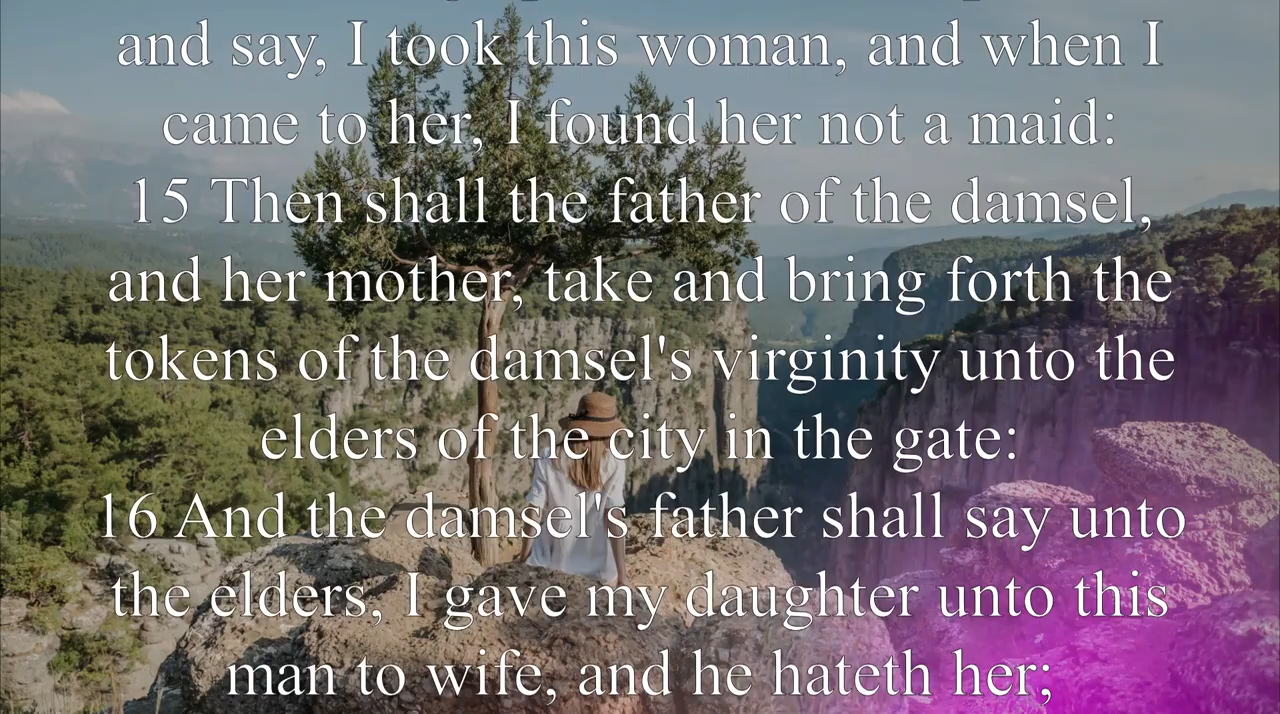 and say, I took this woman, and when I
came to her, I found her not a maid:
15 Then shall the father of the damsel,
and her mother, take and bring forth the
tokens of the damsel's virginity unto the
elders of the city in the gate:
16 And the damsel's father shall say unto
the elders, I gave my daughter unto this
man to wife, and he hateth her;